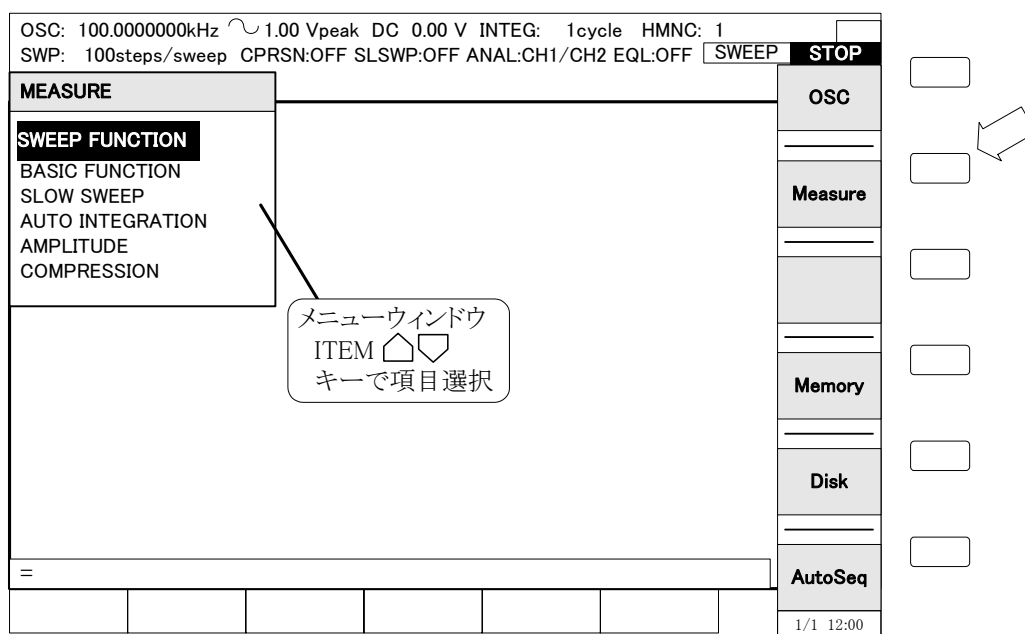 OSC: 100.0000000kHz 1.00 Vpeak DC 0.00 V INTEG: 1cycle HMNC: 1
SWP: 100steps/sweep CPRSN:OFF SLSWP:OFF ANAL:CH1/CH2 EQL:OFF SWEEP STOP
MEASURE
SWEEP FUNCTION
BASIC FUNCTION
SLOW SWEEP
AUTO INTEGRATION
AMPLITUDE
COMPRESSION
メニューウィンドウ
ITEM
キーで項目選択
OSC
Measure
Memory
Disk
AutoSeq
=
1/1 12:00